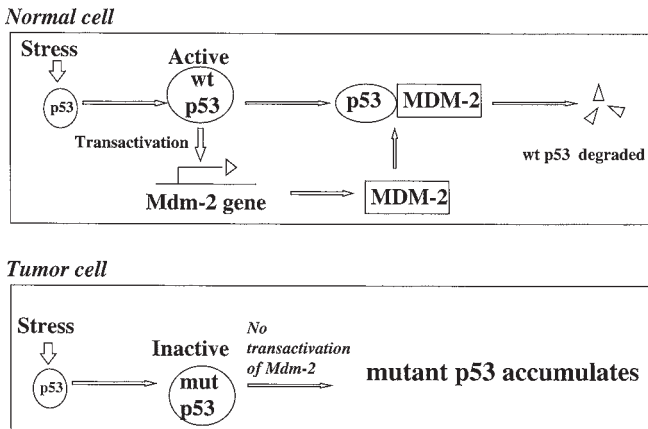 Normal cell
Stress
p53
Active
wt
p53
Transactivation
Mdm-2 gene
MDM-2
p53
MDM-2
wt p53 degraded
Tumor cell
Stress
p53
Inactive
mut
p53
No
transactivation
of Mdm-2
mutant p53 accumulates